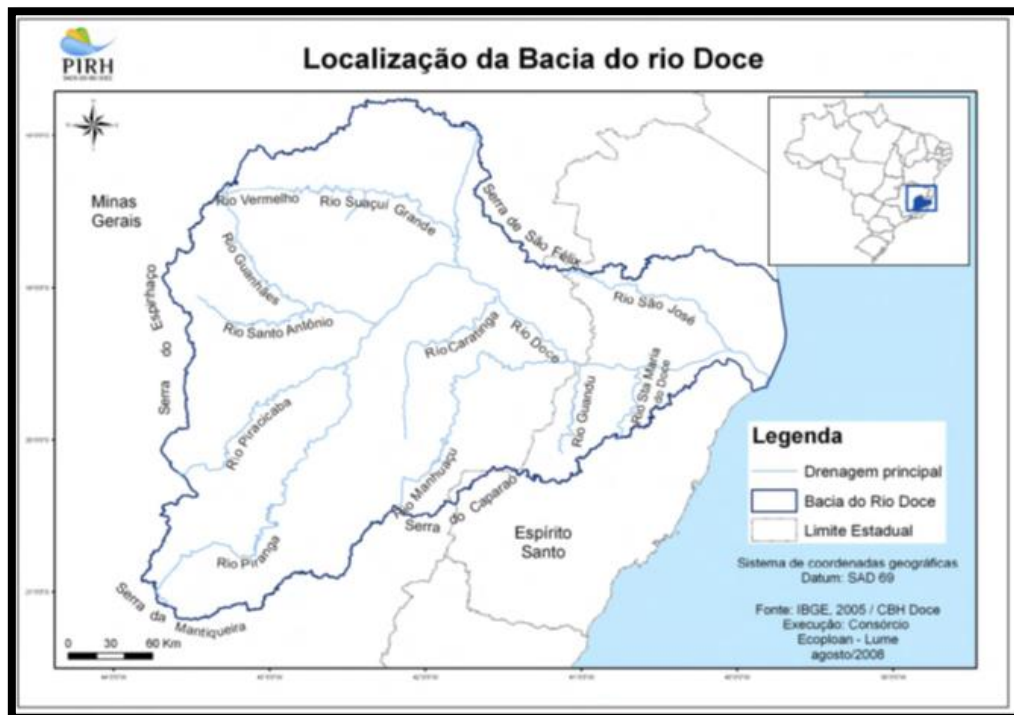 PIRH
Localização da Bacia do rio Doce
Minas
Gerais
Rio Vermelho
Rio Suaçuí Grande
Serra de São Félix
Rio Guanhães
Serra do Espinhaço
Rio Santo Antônio
Rio São José
Rio Caratinga
Rio Doce
Rio Guandu
Rio Sta Maria
do Doce
Rio Piracicaba
Rio Manhuaçu
Serra do Caparaó
Espírito
Santo
Rio Piranga
Serra da Mantiqueira
0 30 60 Km
Legenda
Drenagem principal
Bacia do Rio Doce
Limite Estadual
Sistema de coordenadas geográficas
Datum: SAD 69
Fonte: IBGE, 2005 / CBH Doce
Execução: Consórcio
Ecoploan - Lume
agosto/2008